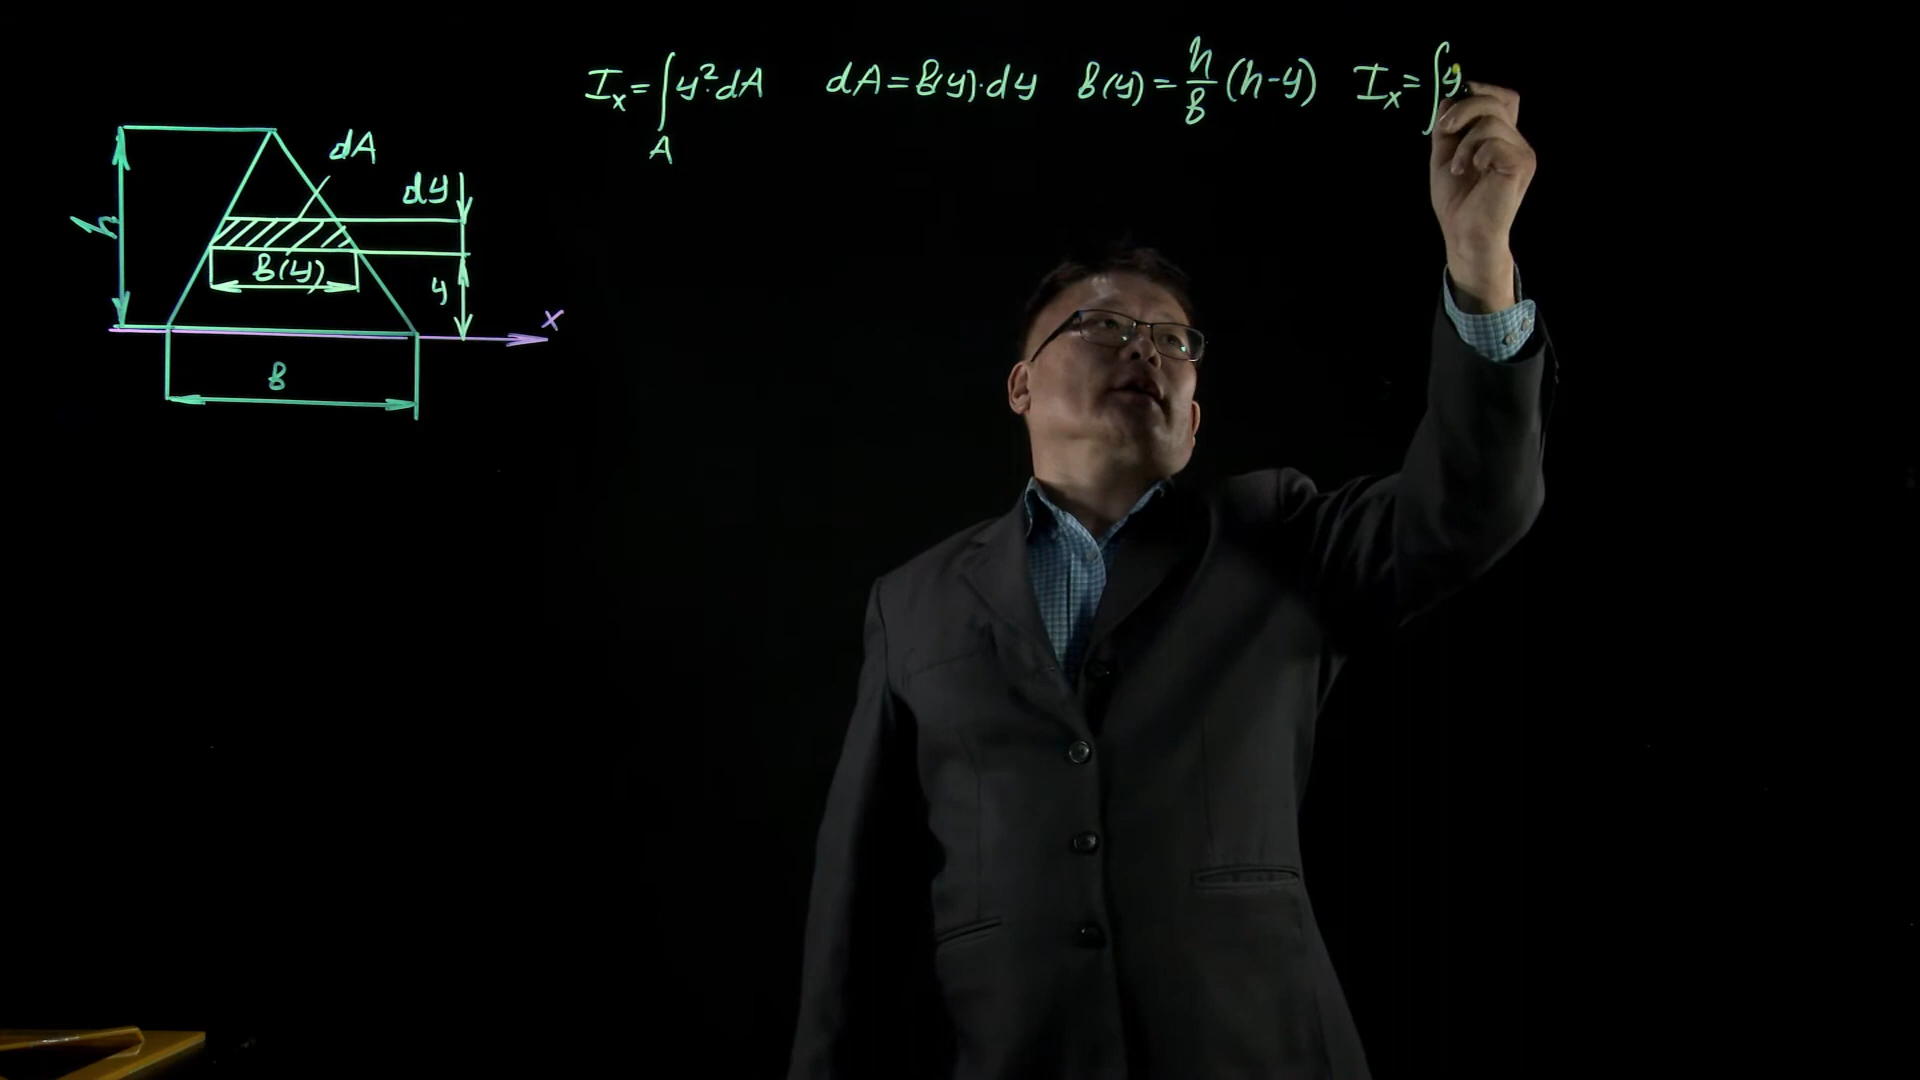 Iₓ = ∫ y² · dA   dA = b(y) · dy   b(y) = h/b (h - y)   Iₓ = ∫ y
A
dA
dy
h
b(y)
y
x
b